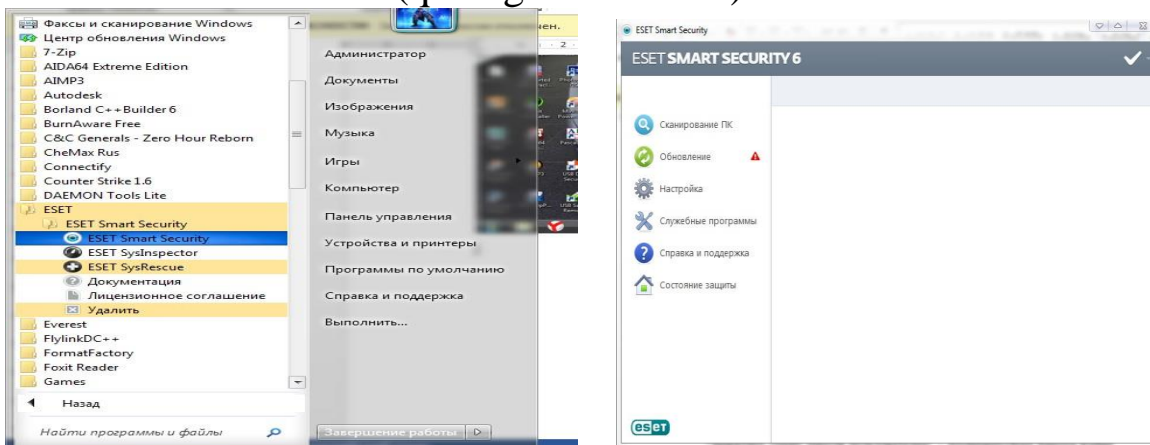 Факсы и сканирование Windows
Центр обновления Windows
7-Zip
AIDA64 Extreme Edition
AIMP3
Autodesk
Borland C++Builder 6
BurnAware Free
C&C Generals - Zero Hour Reborn
CheMax Rus
Connectify
Counter Strike 1.6
DAEMON Tools Lite
ESET
ESET Smart Security
ESET Smart Security
ESET SysInspector
ESET SysRescue
Документация
Лицензионное соглашение
Удалить
Everest
FlylinkDC++
FormatFactory
Foxit Reader
Games
Назад
Найти программы и файлы
Администратор
Документы
Изображения
Музыка
Игры
Компьютер
Панель управления
Устройства и принтеры
Программы по умолчанию
Справка и поддержка
Выполнить...
Завершение работы
чен.
2
ESET Smart Security
ESET SMART SECURITY 6
Сканирование ПК
Обновление
Настройка
Служебные программы
Справка и поддержка
Состояние защиты
eset